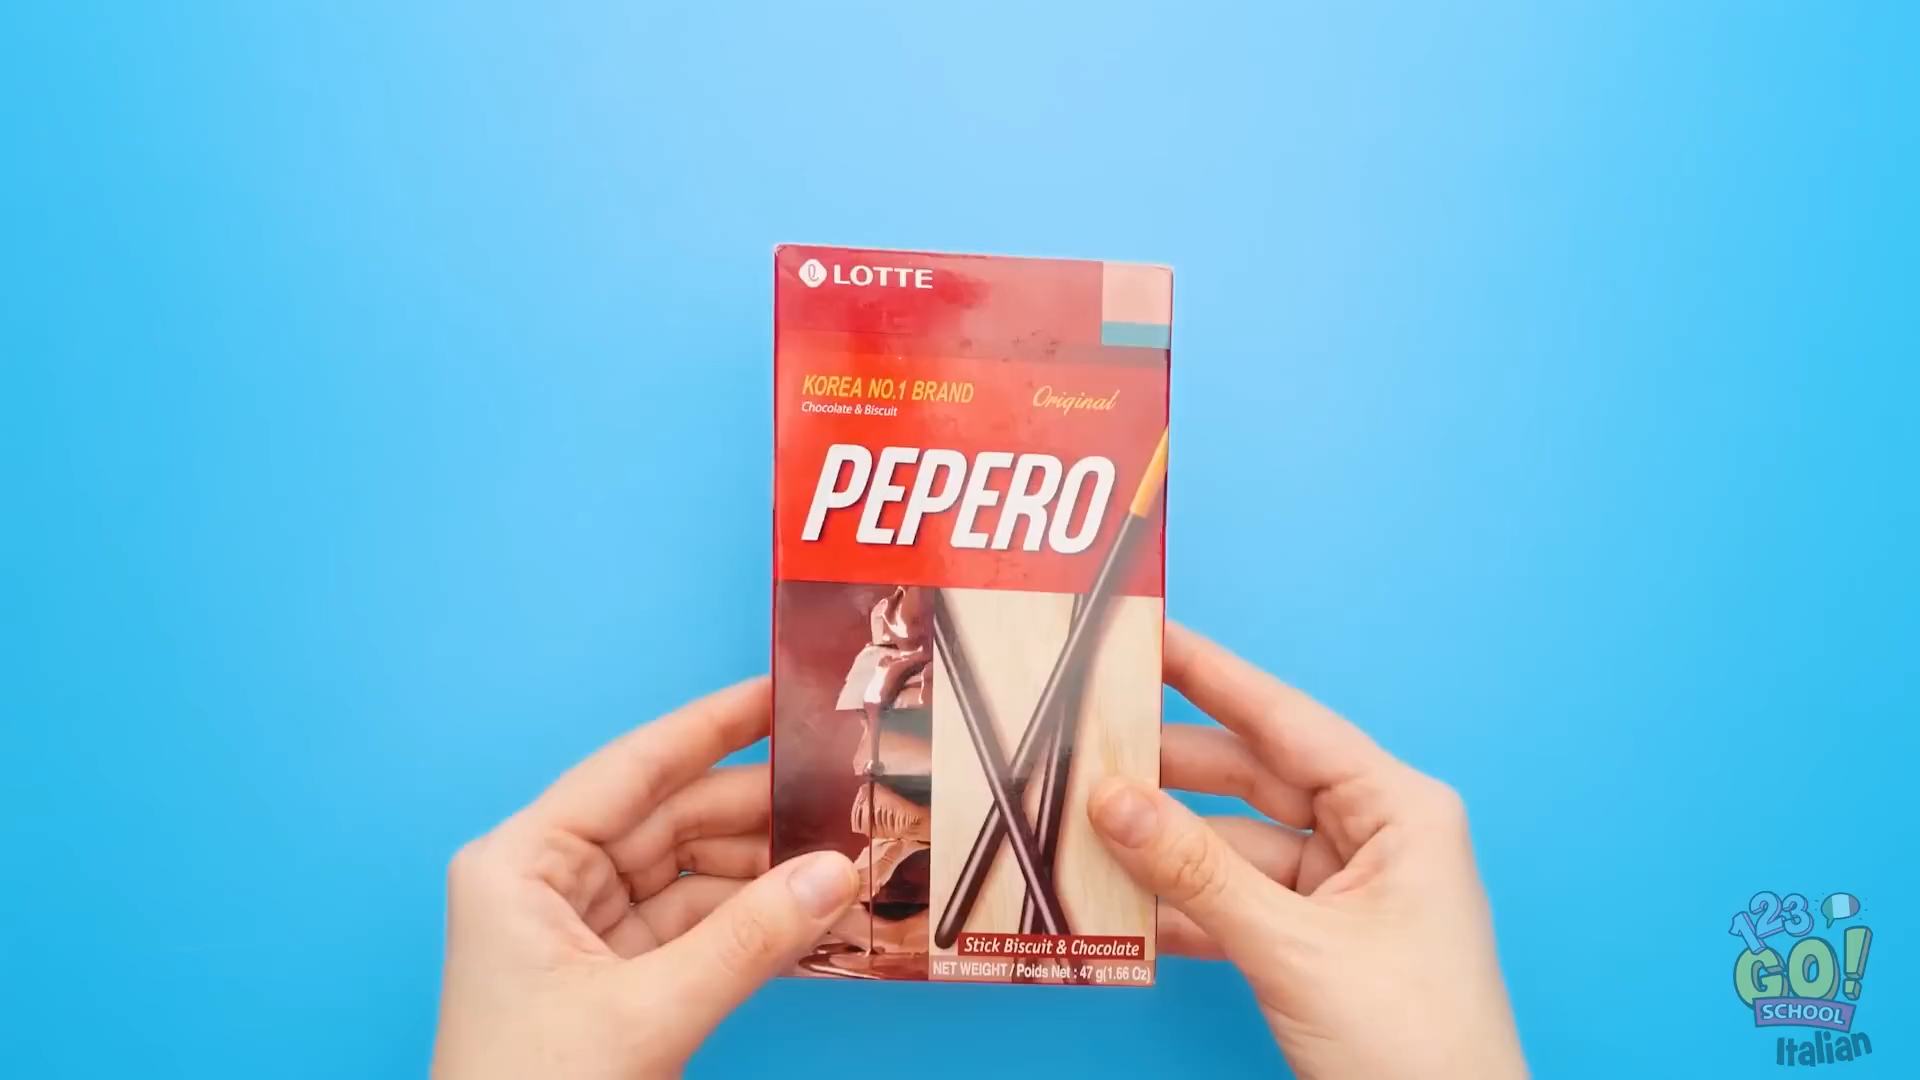 LOTTE
KOREA NO.1 BRAND
Chocolate & Biscuit
Original
PEPERO
Stick Biscuit & Chocolate
NET WEIGHT / Poids Net : 47 g(1.66 Oz)
123
GO!
SCHOOL
Italian